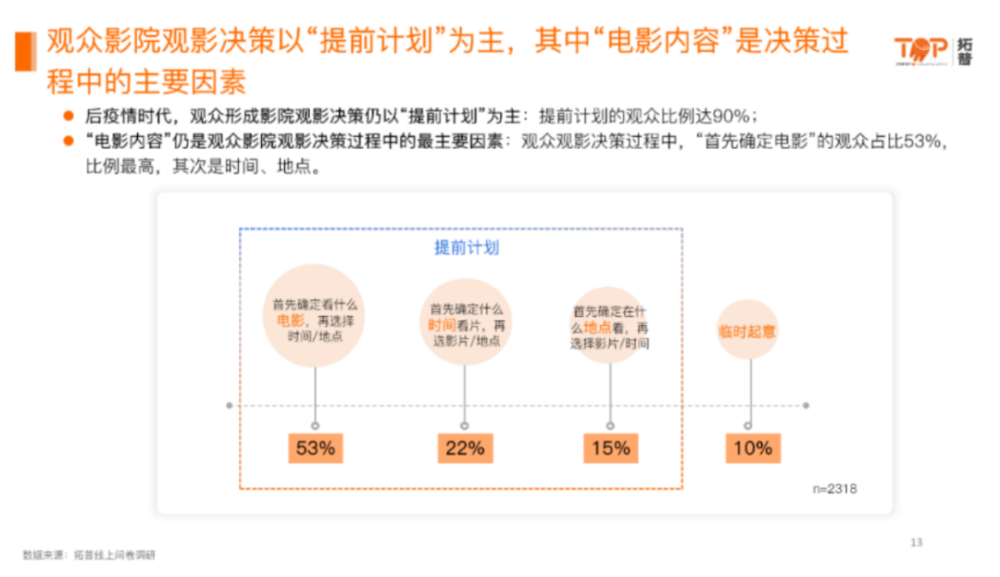 观众影院观影决策以“提前计划”为主，其中“电影内容”是决策过
程中的主要因素
TOP 拓普
后疫情时代，观众形成影院观影决策仍以“提前计划”为主：提前计划的观众比例达90%；
“电影内容”仍是观众影院观影决策过程中的最主要因素：观众观影决策过程中，“首先确定电影”的观众占比53%，
比例最高，其次是时间、地点。
提前计划
首先确定看什么
电影，再选择
时间/地点
首先确定什么
时间看片，再
选影片/地点
首先确定在什
么地点看，再
选择影片/时间
临时起意
53%
22%
15%
10%
n=2318
数据来源：拓普线上问卷调研
13